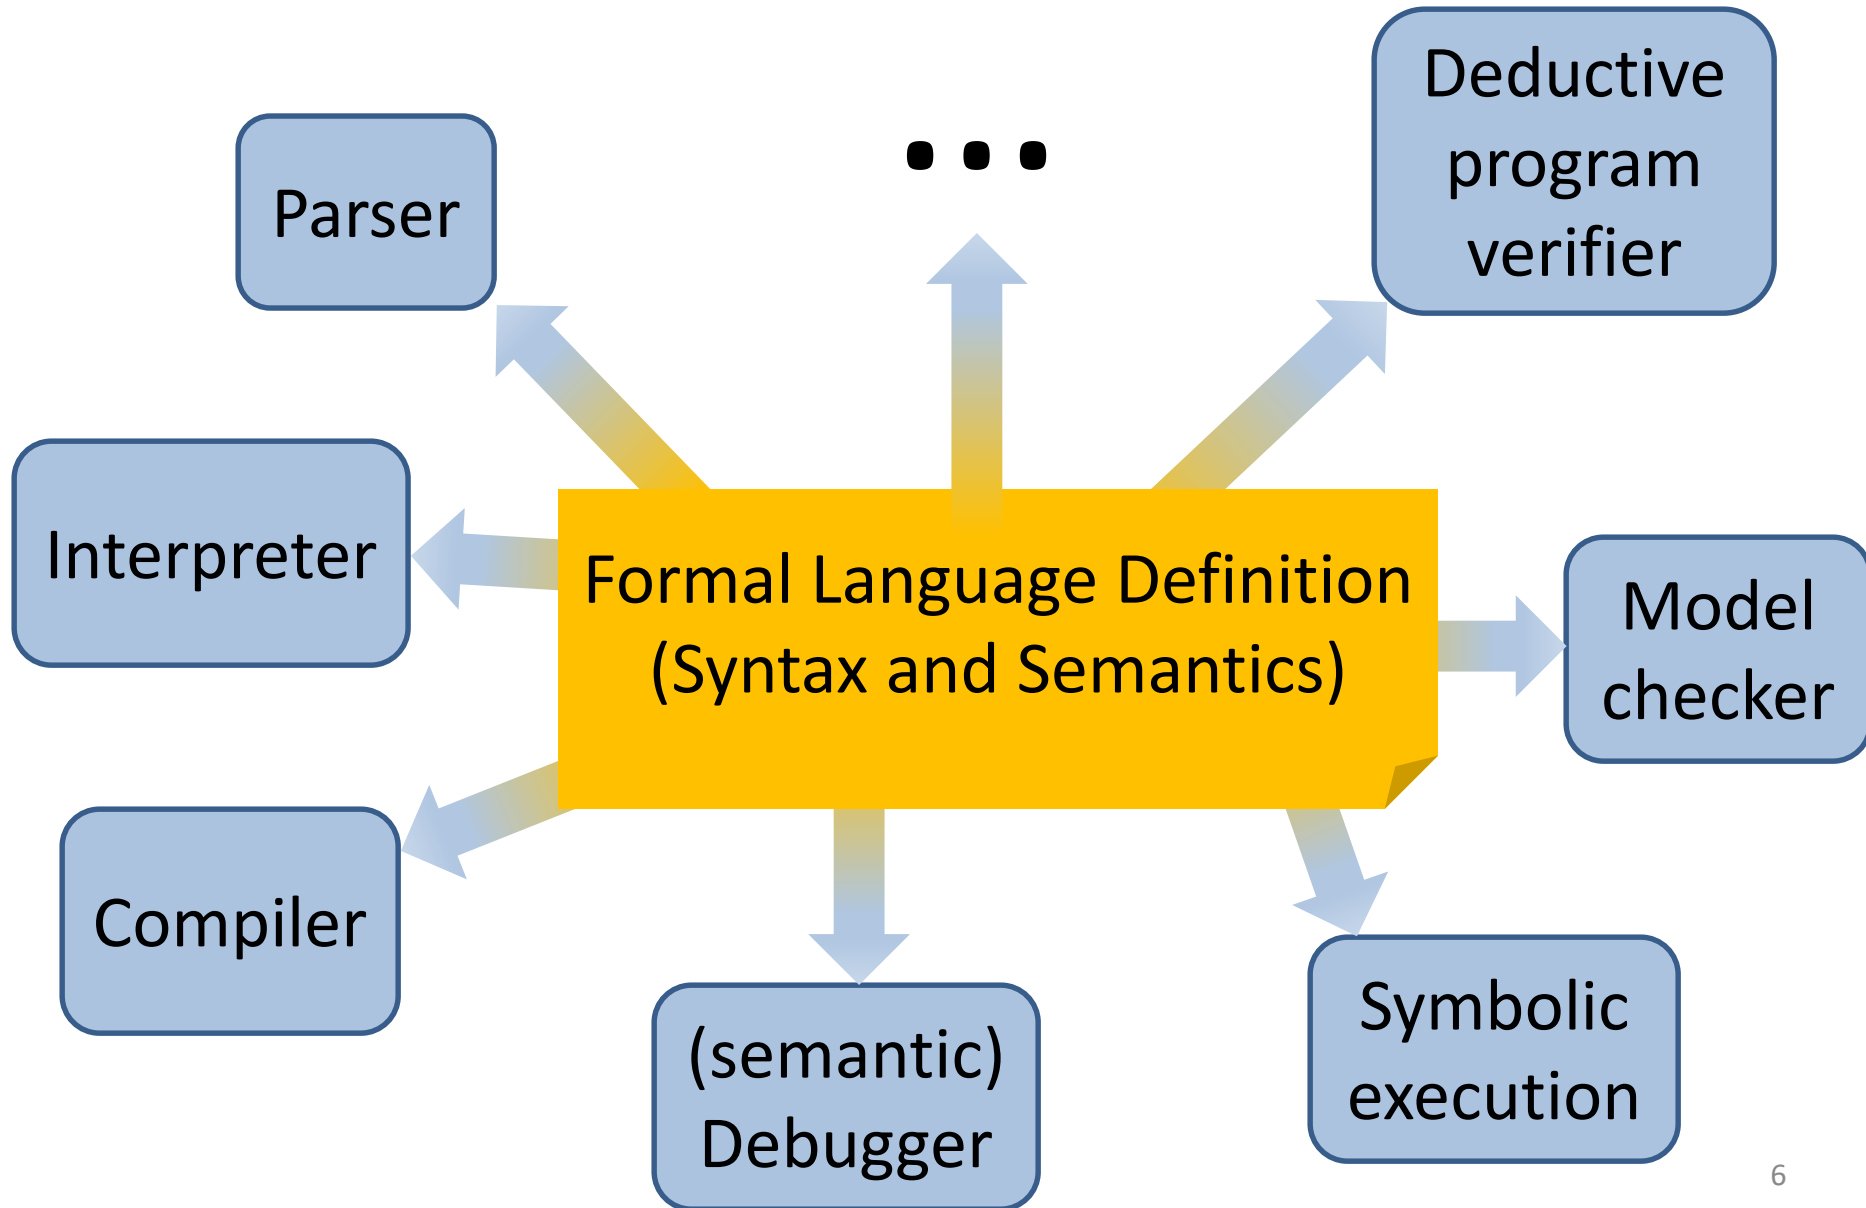 Deductive
program
verifier
...
Parser
Interpreter
Formal Language Definition
(Syntax and Semantics)
Model
checker
Compiler
(semantic)
Debugger
Symbolic
execution
6